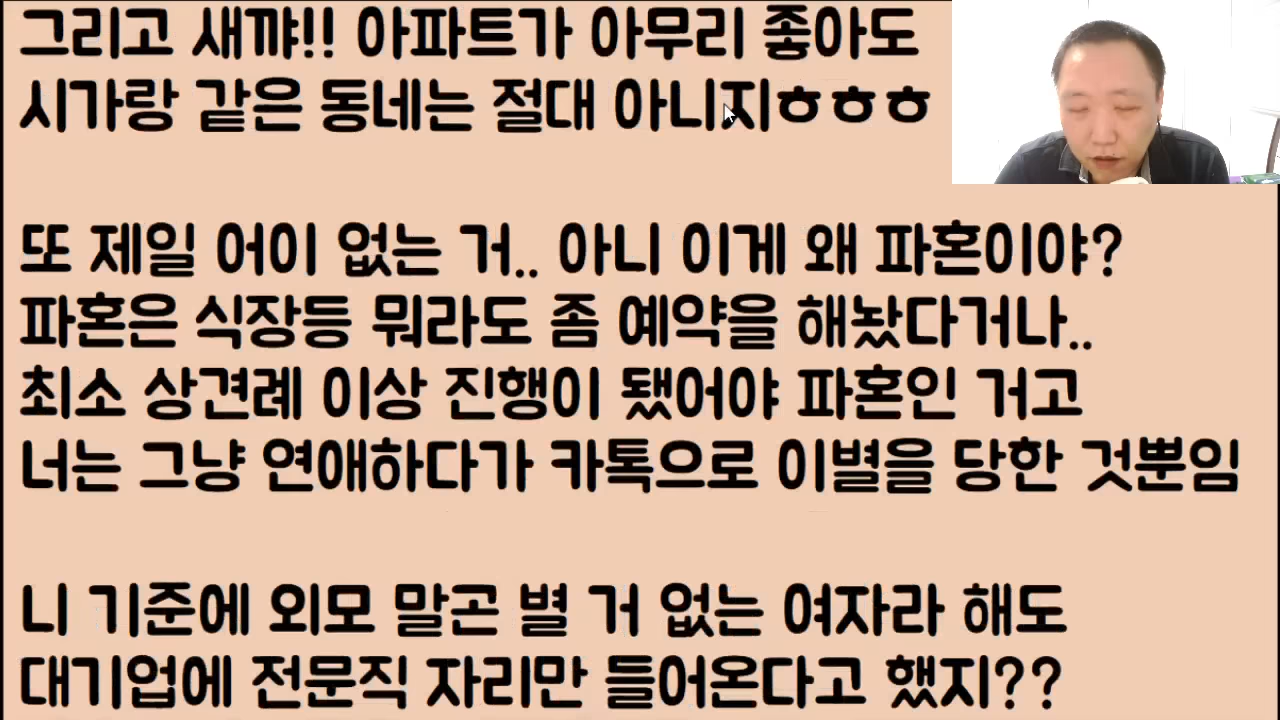 그리고 새꺄!! 아파트가 아무리 좋아도
시가랑 같은 동네는 절대 아니지ㅎㅎㅎ
또 제일 어이 없는 거.. 아니 이게 왜 파혼이야?
파혼은 식장등 뭐라도 좀 예약을 해놨다거나..
최소 상견례 이상 진행이 됐어야 파혼인 거고
너는 그냥 연애하다가 카톡으로 이별을 당한 것뿐임
니 기준에 외모 말곤 별 거 없는 여자라 해도
대기업에 전문직 자리만 들어온다고 했지??